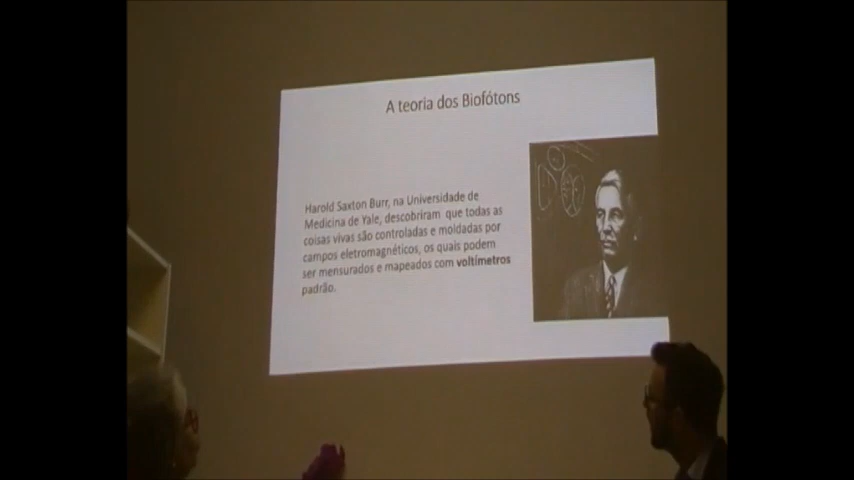 A teoria dos Biofótons
Harold Saxton Burr, na Universidade de
Medicina de Yale, descobriram que todas as
coisas vivas são controladas e moldadas por
campos eletromagnéticos, os quais podem
ser mensurados e mapeados com voltímetros
padrão.